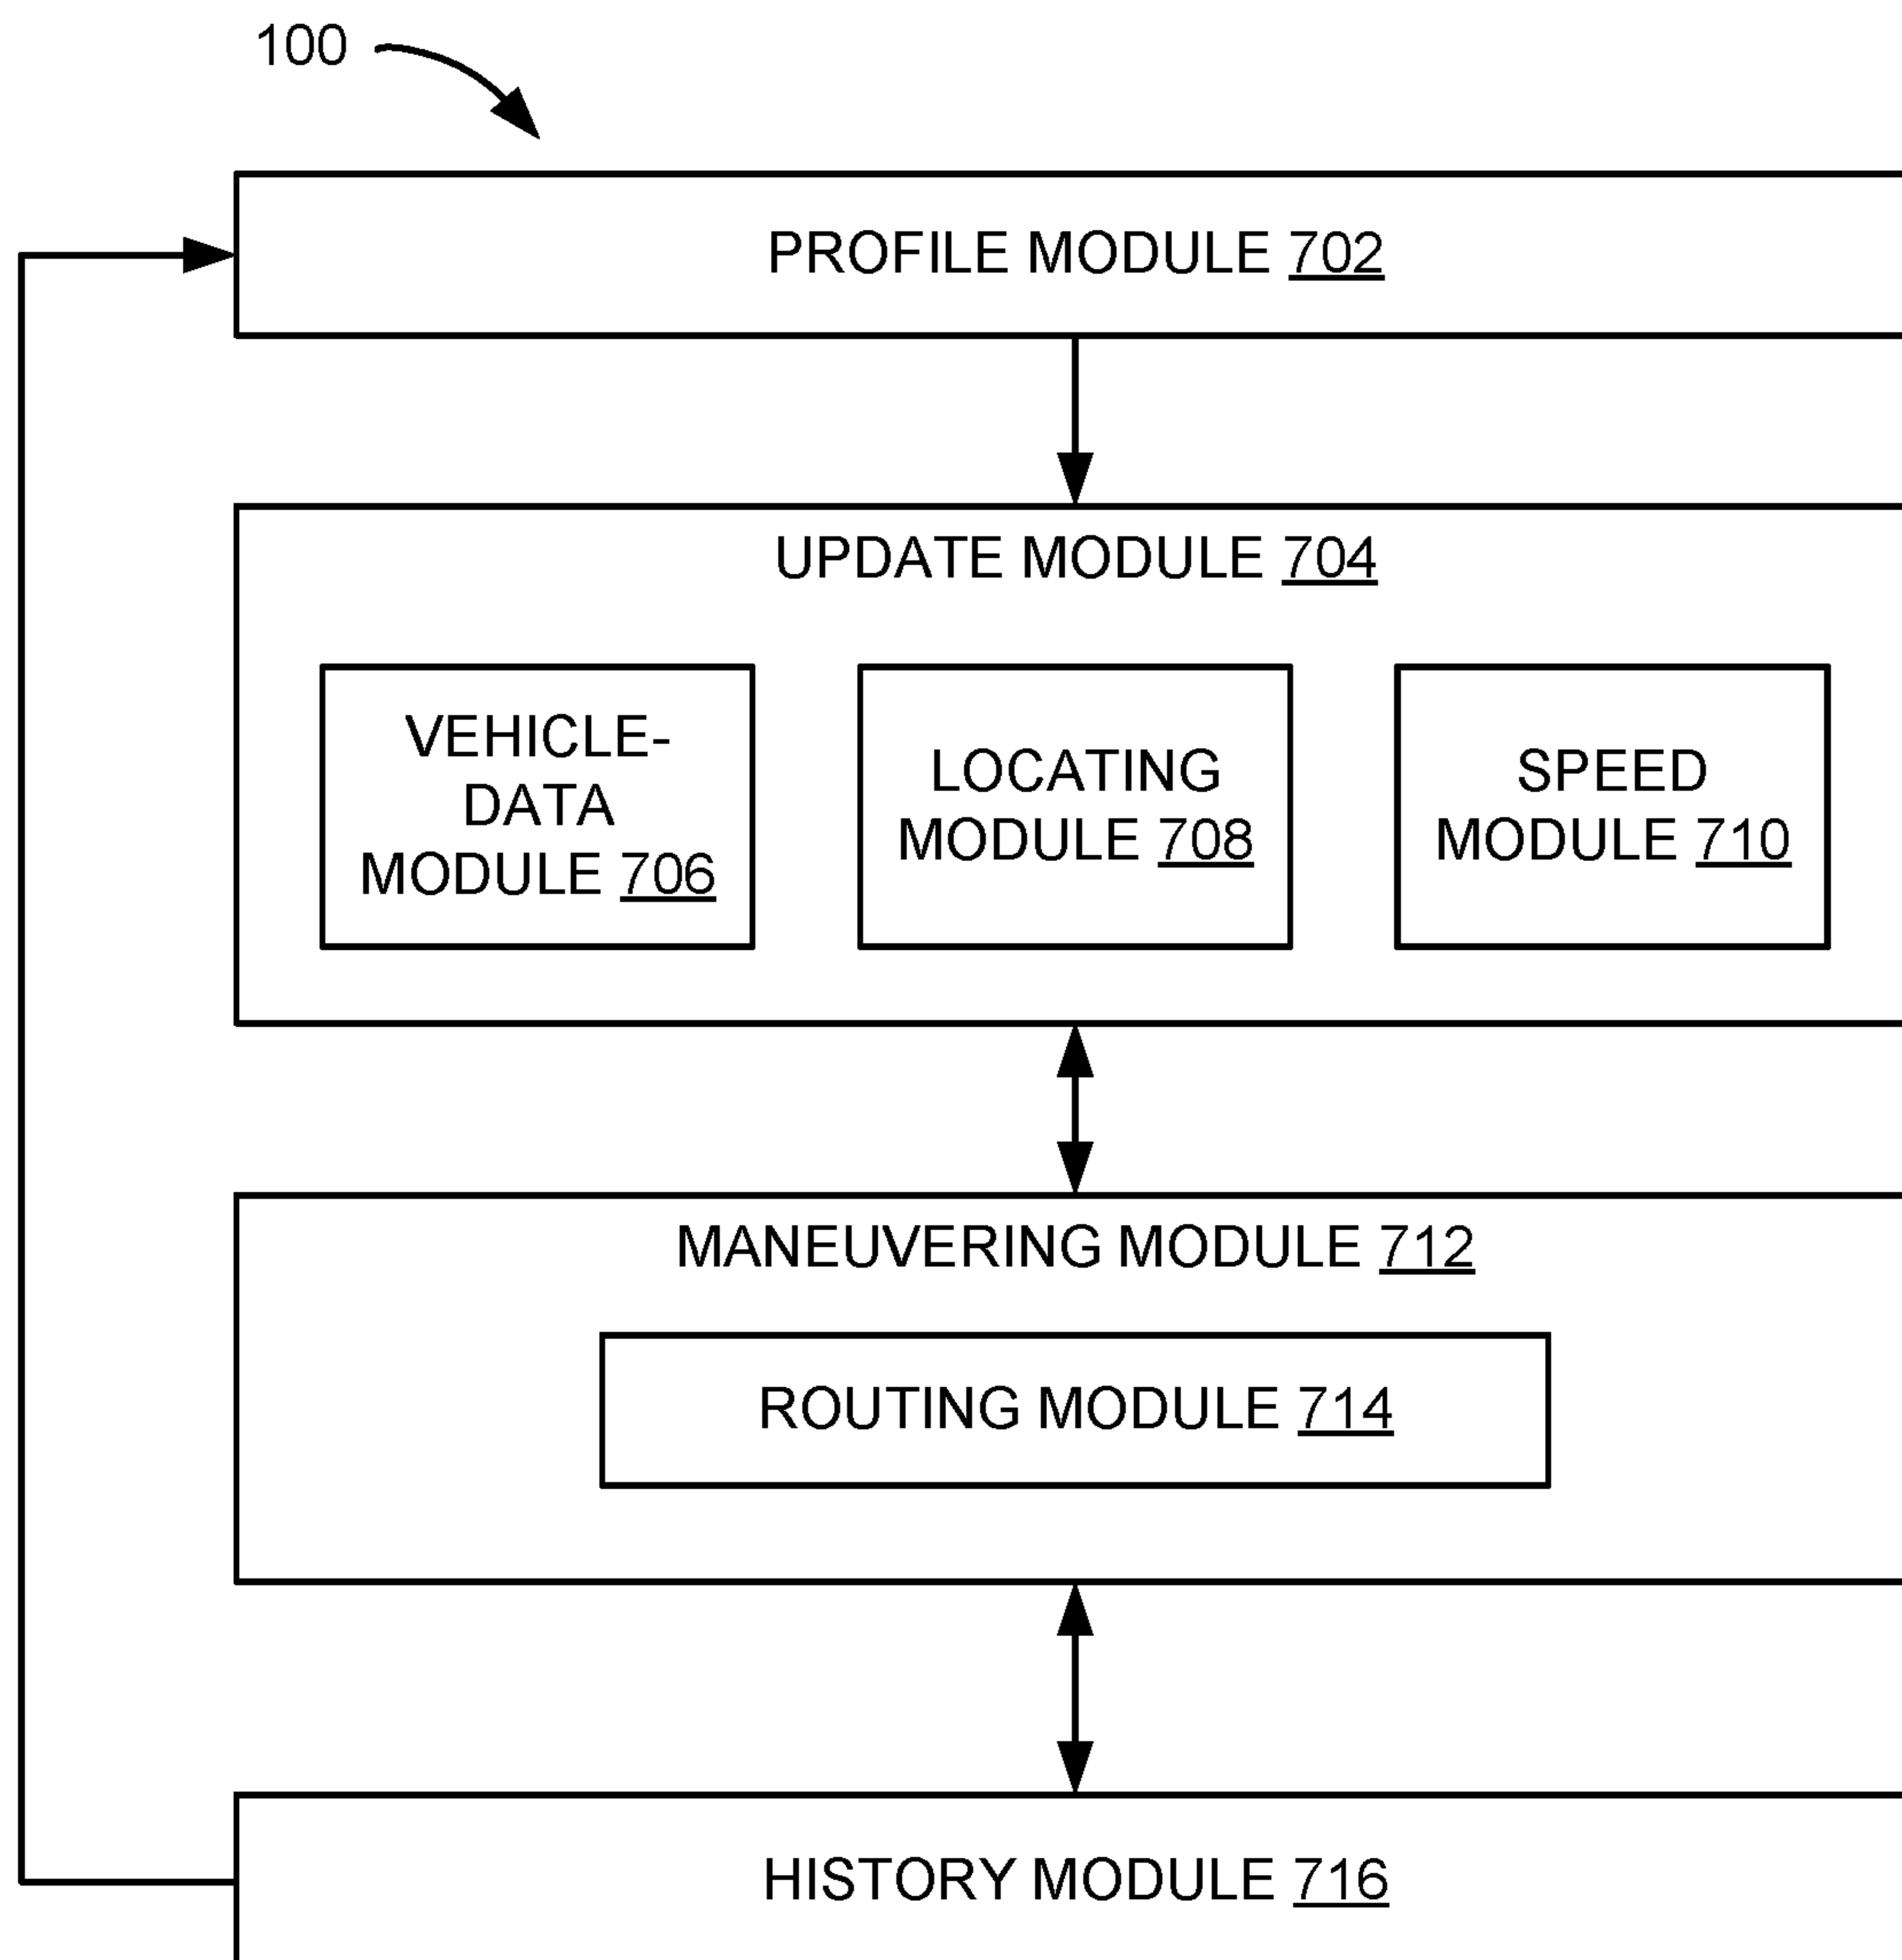 100
PROFILE MODULE 702
UPDATE MODULE 704
VEHICLE-
DATA
MODULE 706
LOCATING
MODULE 708
SPEED
MODULE 710
MANEUVERING MODULE 712
ROUTING MODULE 714
HISTORY MODULE 716